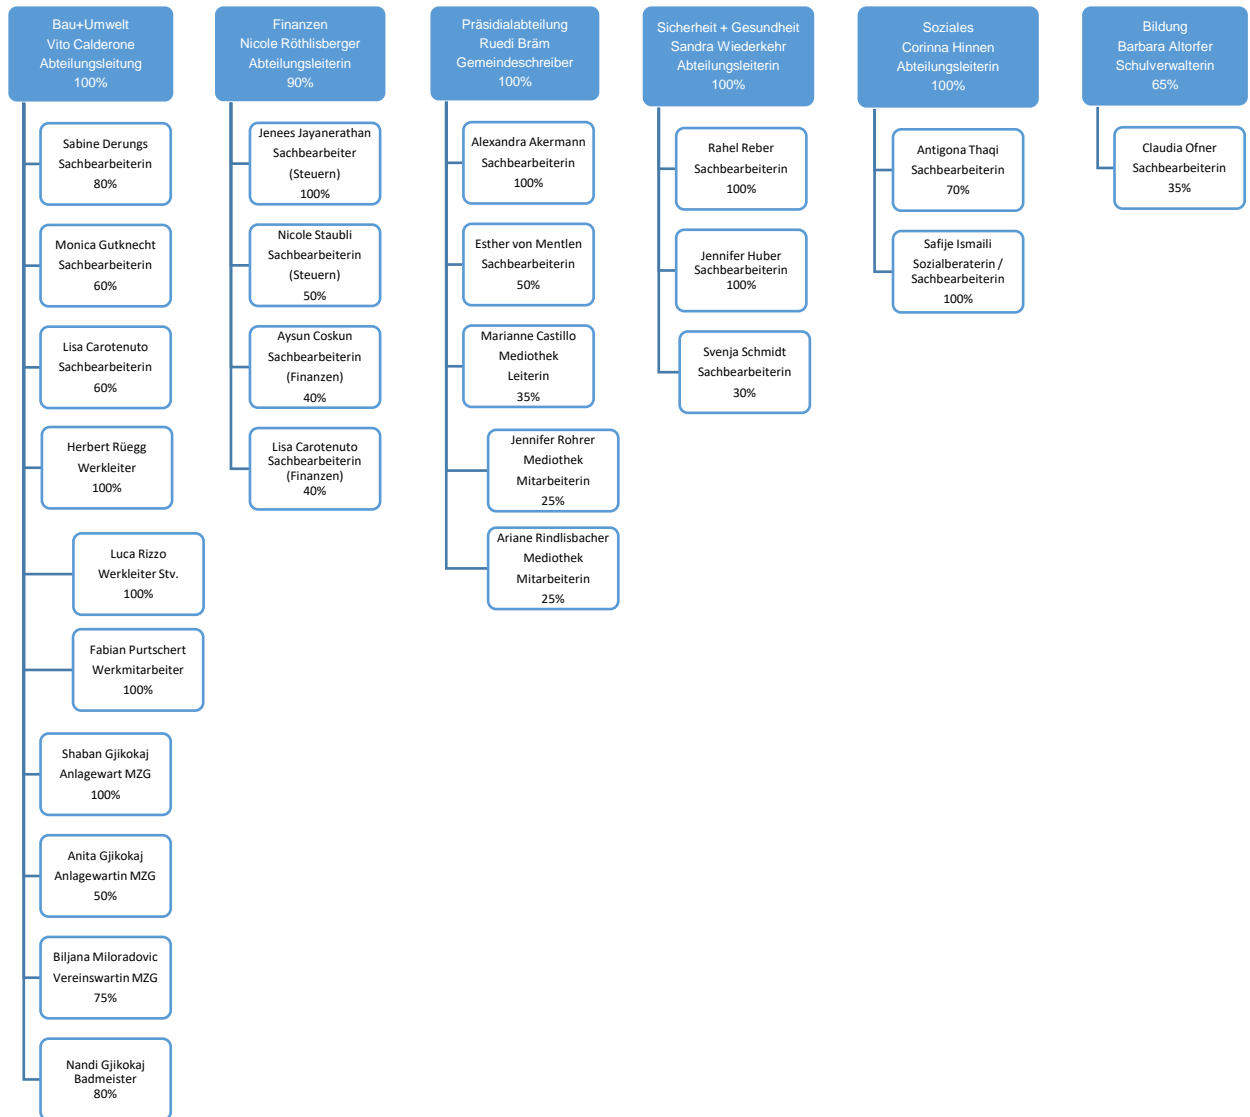 Bau+Umwelt
Vito Calderone
Abteilungsleitung
100%
Sabine Derungs
Sachbearbeiterin
80%
Monica Gutknecht
Sachbearbeiterin
60%
Lisa Carotenuto
Sachbearbeiterin
60%
Herbert Rüegg
Werkleiter
100%
Luca Rizzo
Werkleiter Stv.
100%
Fabian Purtschert
Werkmitarbeiter
100%
Shaban Gjikokaj
Anlagewart MZG
100%
Anita Gjikokaj
Anlagewartin MZG
50%
Biljana Miloradovic
Vereinswartin MZG
75%
Nandi Gjikokaj
Badmeister
80%
Finanzen
Nicole Röthlisberger
Abteilungsleiterin
90%
Jenees Jayanerathan
Sachbearbeiter
(Steuern)
100%
Nicole Staubli
Sachbearbeiterin
(Steuern)
50%
Aysun Coskun
Sachbearbeiterin
(Finanzen)
40%
Lisa Carotenuto
Sachbearbeiterin
(Finanzen)
40%
Präsidialabteilung
Ruedi Bräm
Gemeindeschreiber
100%
Alexandra Akermann
Sachbearbeiterin
100%
Esther von Mentlen
Sachbearbeiterin
50%
Marianne Castillo
Mediothek
Leiterin
35%
Jennifer Rohrer
Mediothek
Mitarbeiterin
25%
Ariane Rindlisbacher
Mediothek
Mitarbeiterin
25%
Sicherheit + Gesundheit
Sandra Wiederkehr
Abteilungsleiterin
100%
Rahel Reber
Sachbearbeiterin
100%
Jennifer Huber
Sachbearbeiterin
100%
Svenja Schmidt
Sachbearbeiterin
30%
Soziales
Corinna Hinnen
Abteilungsleiterin
100%
Antigona Thaqi
Sachbearbeiterin
70%
Safije Ismaili
Sozialberaterin /
Sachbearbeiterin
100%
Bildung
Barbara Altorfer
Schulverwalterin
65%
Claudia Ofner
Sachbearbeiterin
35%